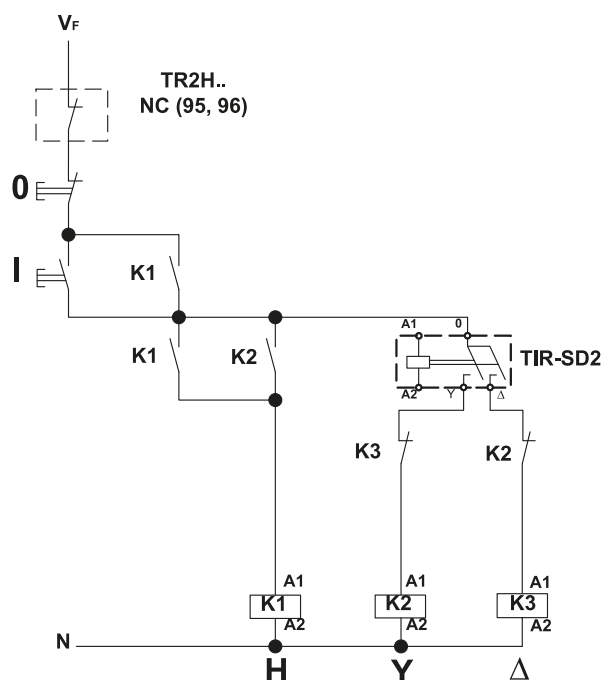 VF
TR2H..
NC (95, 96)
0
I
K1
K1
K2
A1
0
TIR-SD2
A2
Y
Δ
K3
K2
A1
A1
A1
K1
K2
K3
A2
A2
A2
N
H
Y
Δ